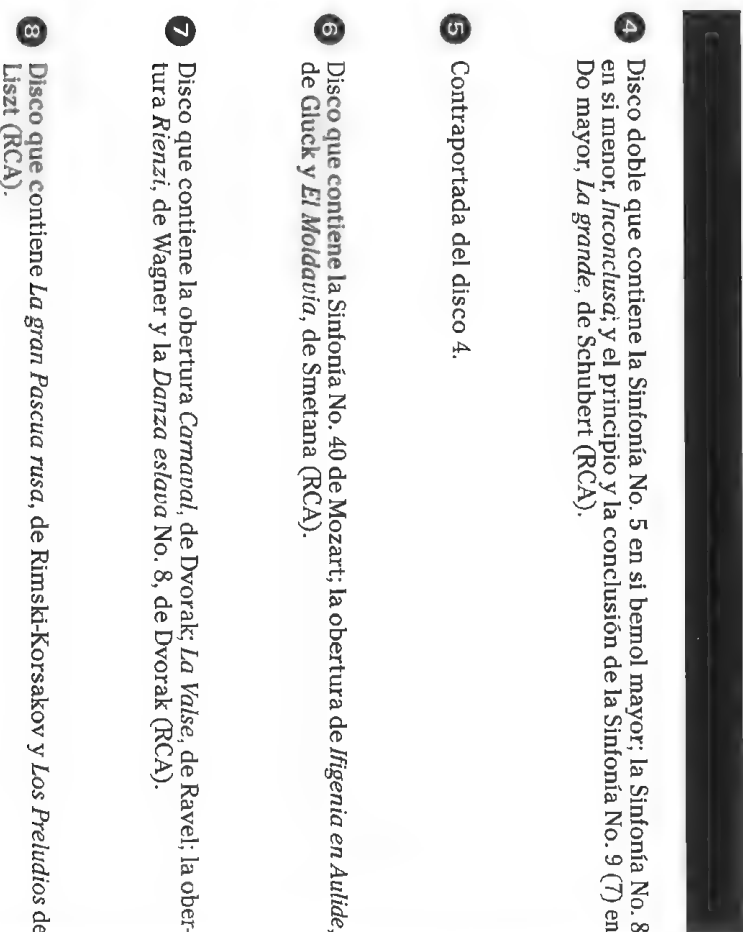 4 Disco doble que contiene la Sinfonía No. 5 en si bemol mayor; la Sinfonía No. 8
en si menor, Inconclusa; y el principio y la conclusión de la Sinfonía No. 9 (7) en
Do mayor, La grande, de Schubert (RCA).
5 Contraportada del disco 4.
6 Disco que contiene la Sinfonía No. 40 de Mozart; la obertura de Ifigenia en Aulide,
de Gluck y El Moldavia, de Smetana (RCA).
7 Disco que contiene la obertura Carnaval, de Dvorak; La Valse, de Ravel; la ober-
tura Rienzi, de Wagner y la Danza eslava No. 8, de Dvorak (RCA).
8 Disco que contiene La gran Pascua rusa, de Rimski-Korsakov y Los Preludios de
Liszt (RCA).